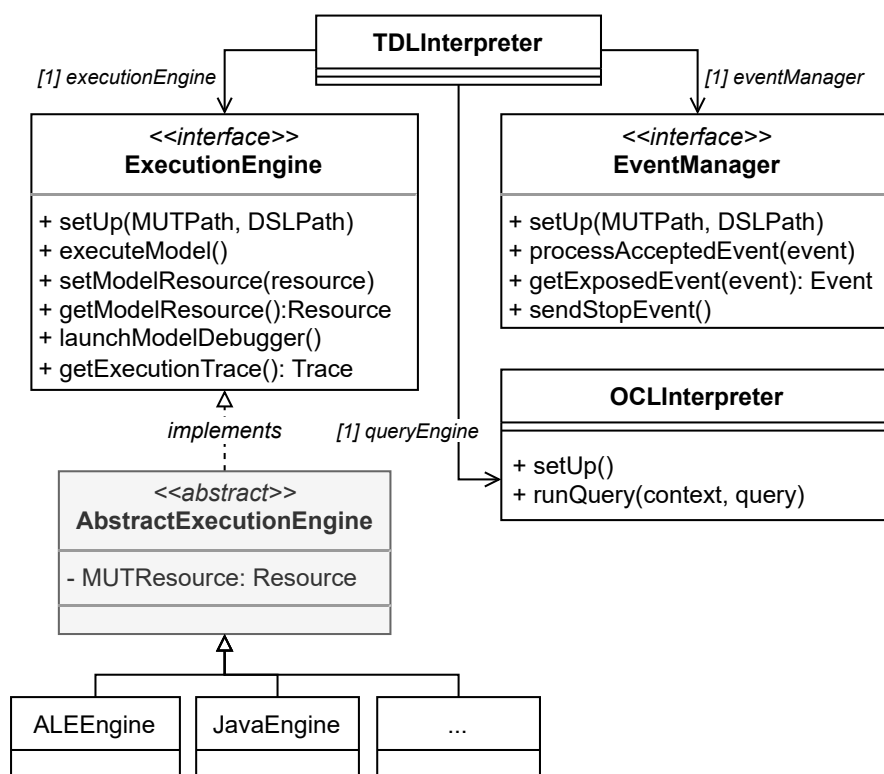 TDLInterpreter
[1] executionEngine
[1] eventManager
<<interface>>
ExecutionEngine
+ setUp(MUTPath, DSLPath)
+ executeModel()
+ setModelResource(resource)
+ getModelResource():Resource
+ launchModelDebugger()
+ getExecutionTrace(): Trace
<<interface>>
EventManager
+ setUp(MUTPath, DSLPath)
+ processAcceptedEvent(event)
+ getExposedEvent(event): Event
+ sendStopEvent()
implements
[1] queryEngine
OCLInterpreter
+ setUp()
+ runQuery(context, query)
<<abstract>>
AbstractExecutionEngine
- MUTResource: Resource
ALEEngine
JavaEngine
...